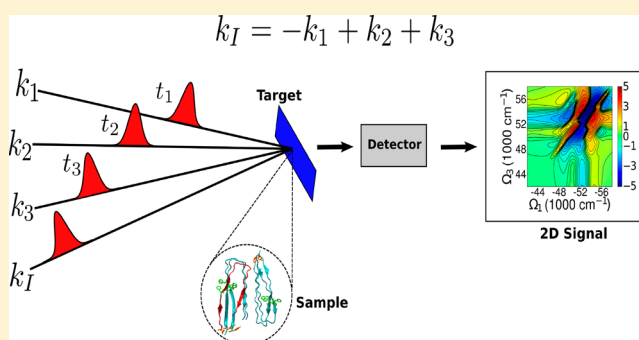 k_I = −k_1 + k_2 + k_3
k_1
t_1
Target
t_2
k_2
Detector
t_3
k_3
k_I
Sample
Ω_3 (1000 cm⁻¹)
56
52
48
44
-44 -48 -52 -56
Ω_1 (1000 cm⁻¹)
5
3
1
0
−1
−3
−5
2D Signal